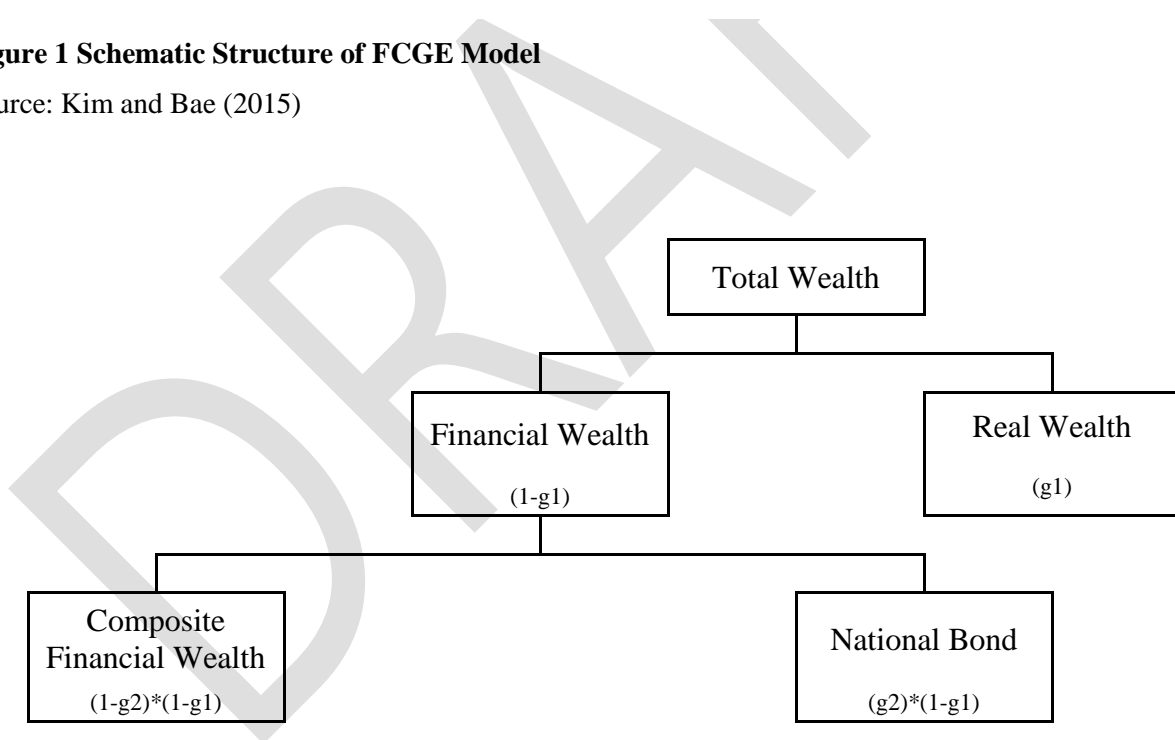 gure 1 Schematic Structure of FCGE Model
urce: Kim and Bae (2015)
Total Wealth
Financial Wealth
(1-g1)
Real Wealth
(g1)
Composite
Financial Wealth
(1-g2)*(1-g1)
National Bond
(g2)*(1-g1)
DRAF